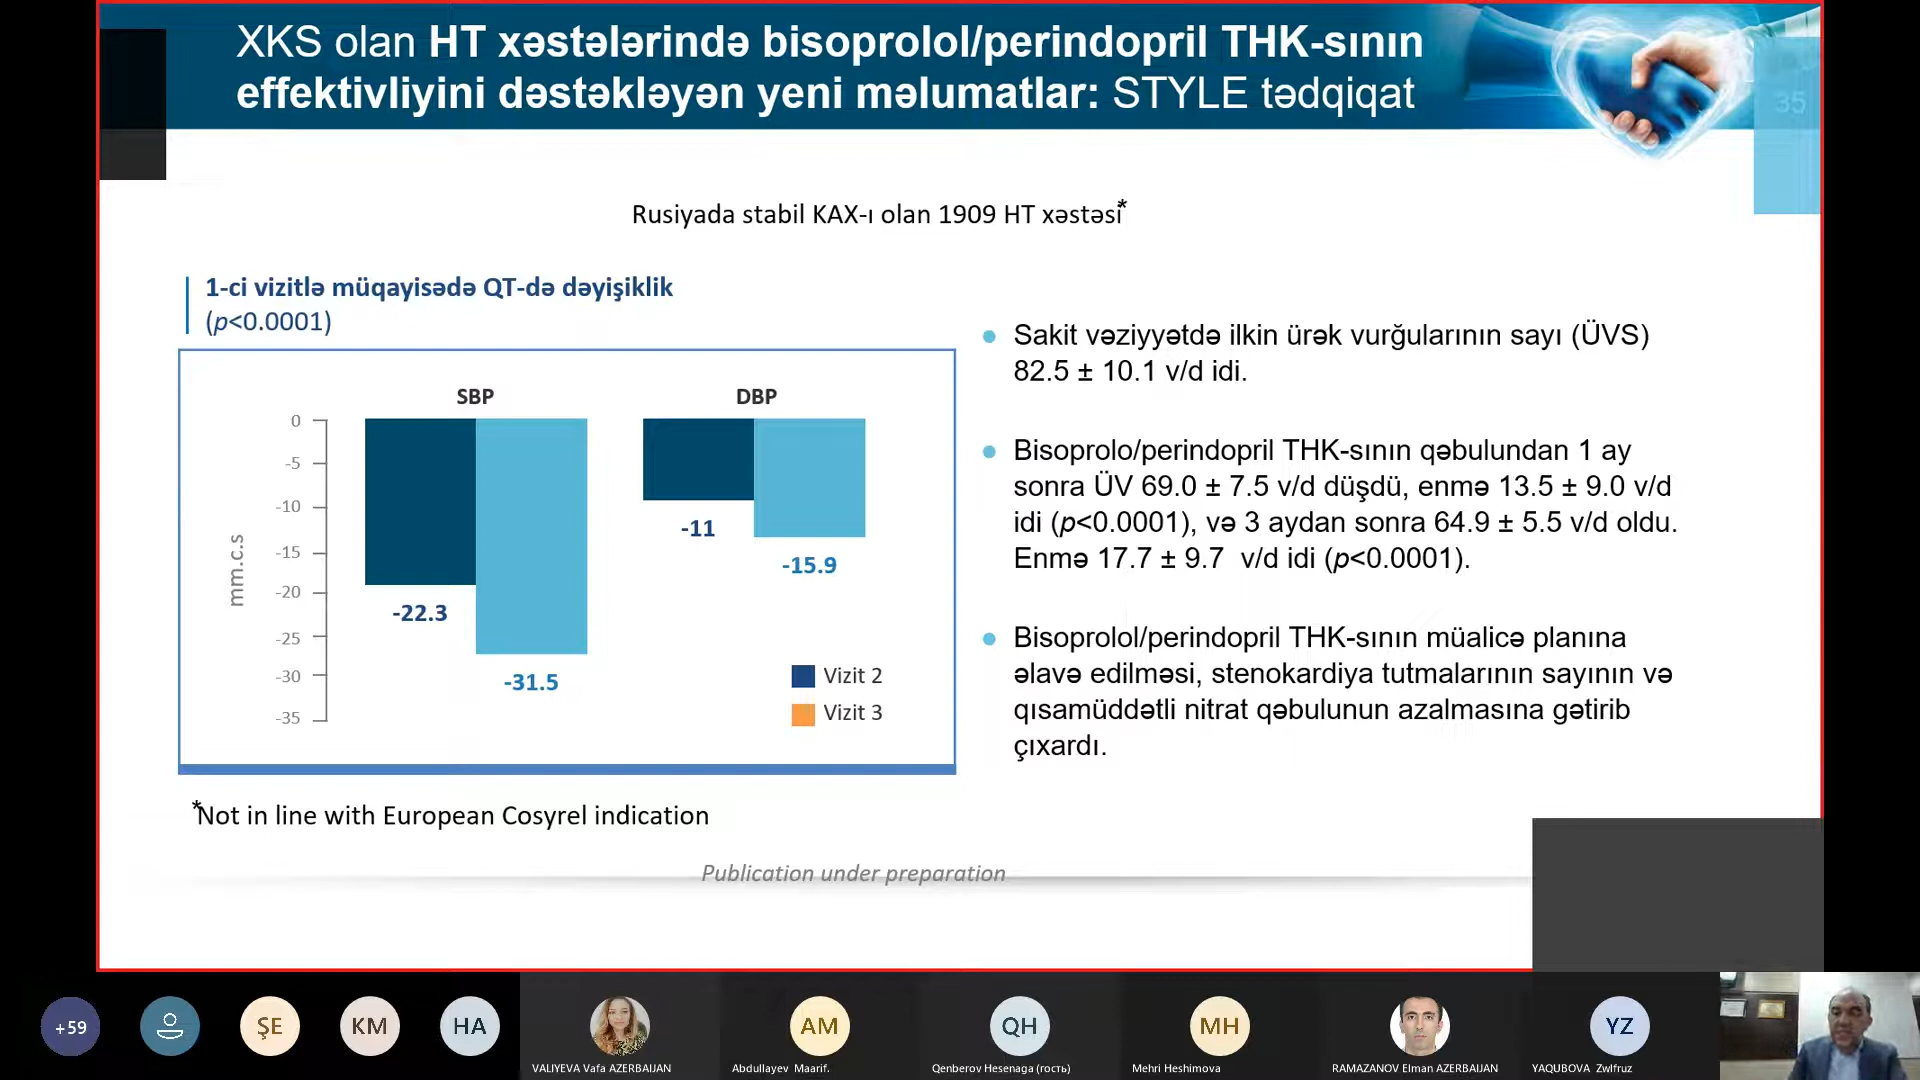 XKS olan HT xəstələrində bisoprolol/perindopril THK-sının
effektivliyini dəstəkləyən yeni məlumatlar: STYLE tədqiqat
35
Rusiyada stabil KAX-ı olan 1909 HT xəstəsi*
1-ci vizitlə müqayisədə QT-də dəyişiklik
(p<0.0001)
SBP
DBP
mm.c.s
0
-5
-10
-15
-20
-25
-30
-35
-22.3
-31.5
-11
-15.9
Vizit 2
Vizit 3
Sakit vəziyyətdə ilkin ürək vurğularının sayı (ÜVS)
82.5 ± 10.1 v/d idi.
Bisoprolo/perindopril THK-sının qəbulundan 1 ay
sonra ÜV 69.0 ± 7.5 v/d düşdü, enmə 13.5 ± 9.0 v/d
idi (p<0.0001), və 3 aydan sonra 64.9 ± 5.5 v/d oldu.
Enmə 17.7 ± 9.7 v/d idi (p<0.0001).
Bisoprolol/perindopril THK-sının müalicə planına
əlavə edilməsi, stenokardiya tutmalarının sayının və
qısamüddətli nitrat qəbulunun azalmasına gətirib
çıxardı.
*Not in line with European Cosyrel indication
Publication under preparation
+59
ŞE
KM
HA
VALIYEVA Vafa AZERBAIJAN
AM
Abdullayev Maarif.
QH
Qenberov Hesenaga (гость)
MH
Mehri Heshimova
RAMAZANOV Elman AZERBAIJAN
YZ
YAQUBOVA Zwlfruz